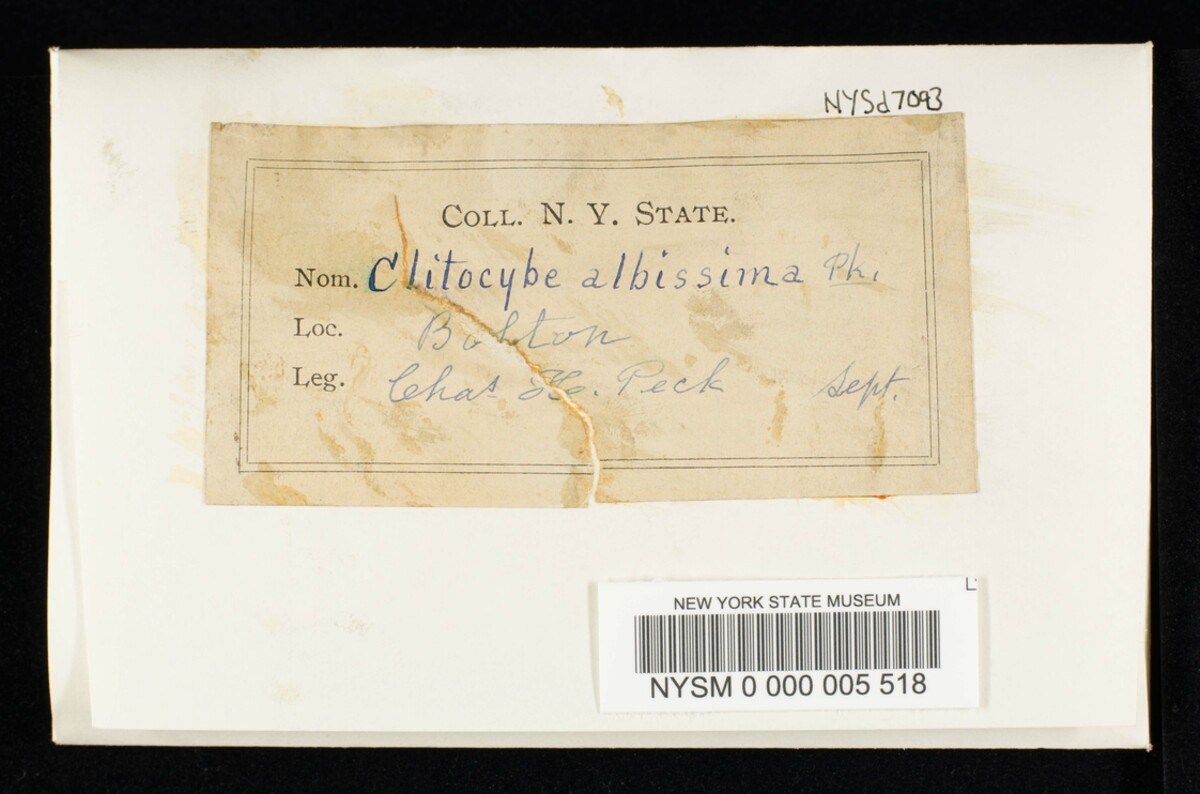 NYSd7093
COLL. N. Y. STATE.
Nom. Clitocybe albissima Pk.
Loc. Bolton
Leg. Chas H. Peck Sept.
L
NEW YORK STATE MUSEUM
NYSM 0 000 005 518